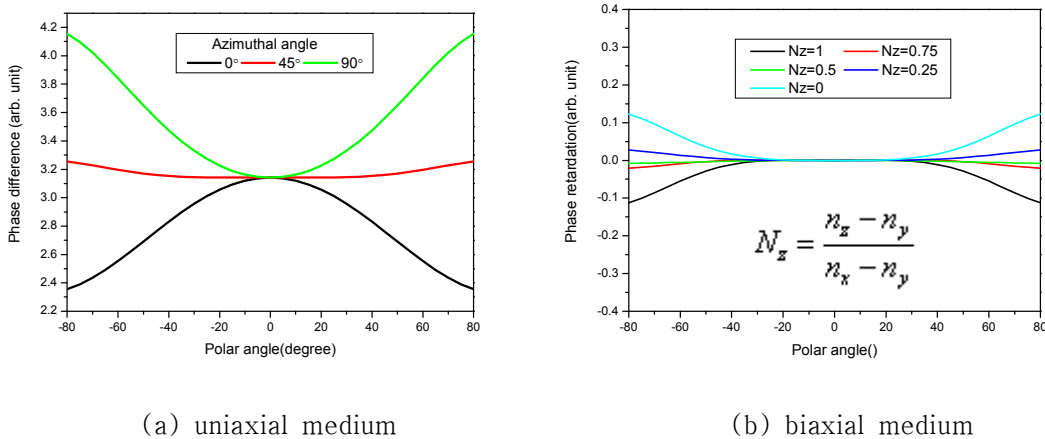 4.2
4.0
3.8
3.6
3.4
3.2
3.0
2.8
2.6
2.4
2.2
Phase difference (arb. unit)
Azimuthal angle
0° 45° 90°
-80 -60 -40 -20 0 20 40 60 80
Polar angle(degree)
(a) uniaxial medium
0.4
0.3
0.2
0.1
0.0
-0.1
-0.2
-0.3
-0.4
Phase retardation(arb. unit)
Nz=1 Nz=0.75
Nz=0.5 Nz=0.25
Nz=0
N_z = (n_z − n_y) / (n_x − n_y)
-80 -60 -40 -20 0 20 40 60 80
Polar angle()
(b) biaxial medium